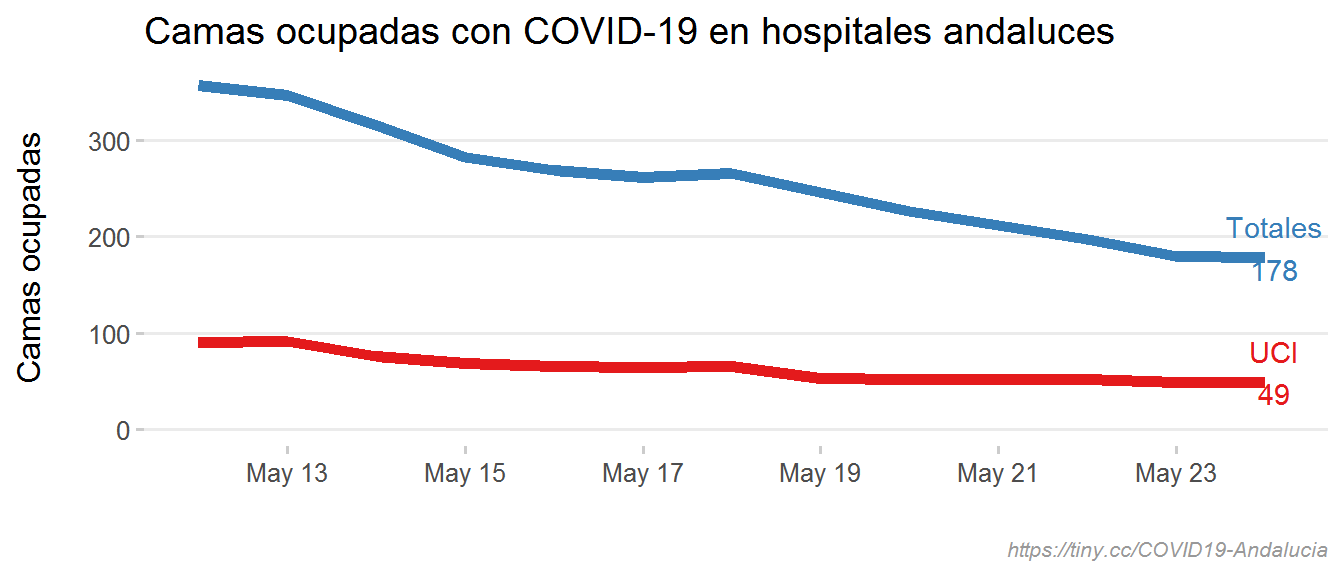 Camas ocupadas con COVID-19 en hospitales andaluces
Camas ocupadas
300
200
100
0
Totales
178
UCI
49
May 13
May 15
May 17
May 19
May 21
May 23
https://tiny.cc/COVID19-Andalucia